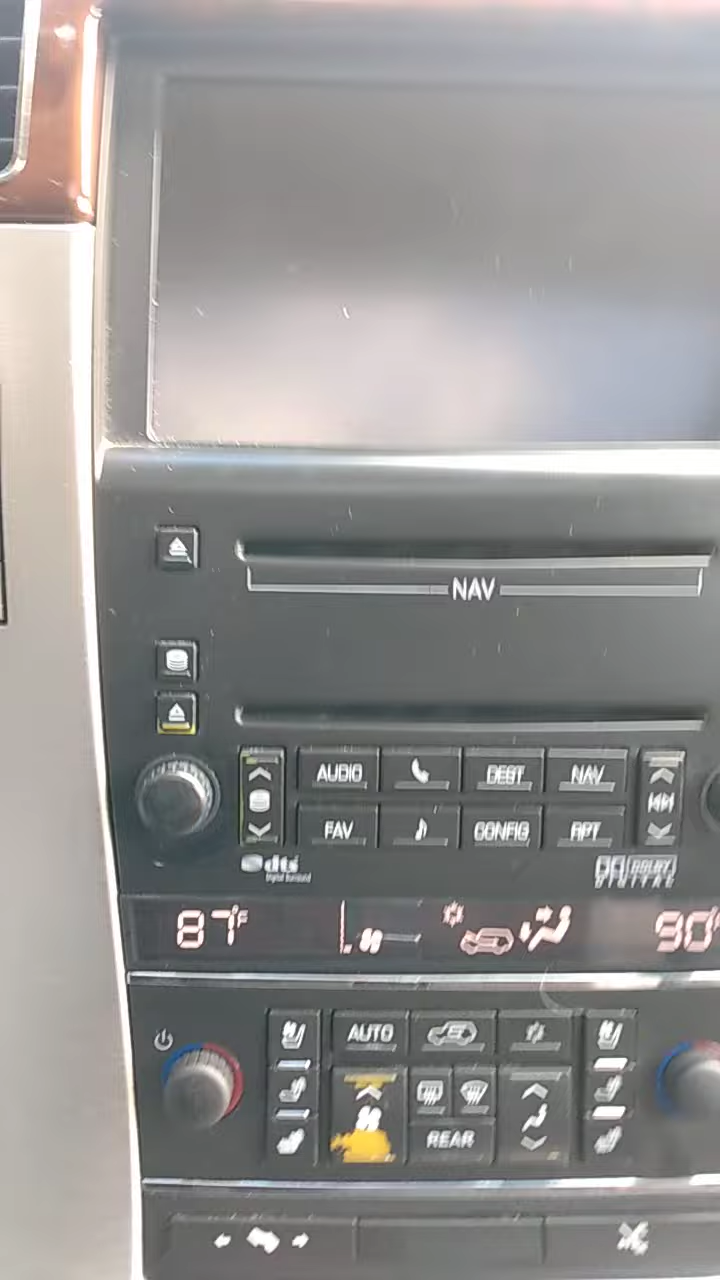 NAV
AUDIO DEST NAV
FAV CONFIG RPT
dts
Digital Surround
DOLBY
DIGITAL
87°F 90°F
AUTO
REAR